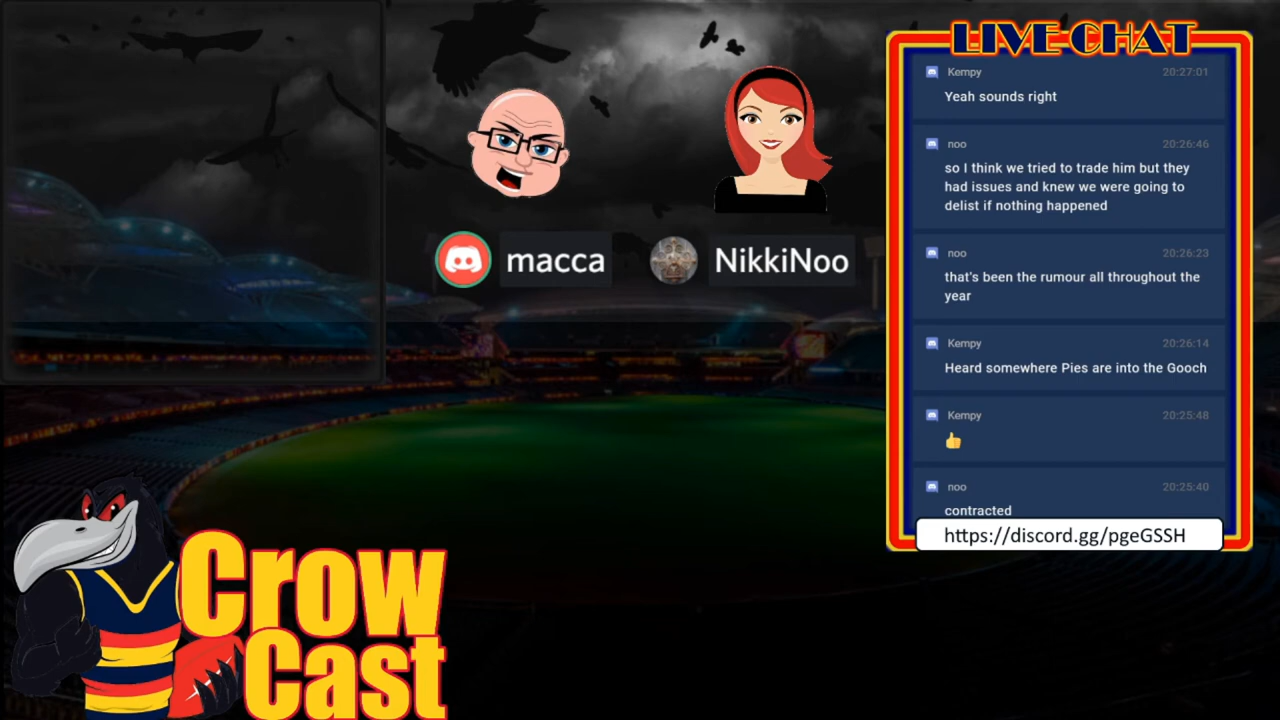 LIVE CHAT
Kempy 20:27:01
Yeah sounds right
noo 20:26:46
so I think we tried to trade him but they
had issues and knew we were going to
delist if nothing happened
noo 20:26:23
that's been the rumour all throughout the
year
Kempy 20:26:14
Heard somewhere Pies are into the Gooch
Kempy 20:25:48
👍
noo 20:25:40
contracted
https://discord.gg/pgeGSSH
macca
NikkiNoo
Crow
Cast